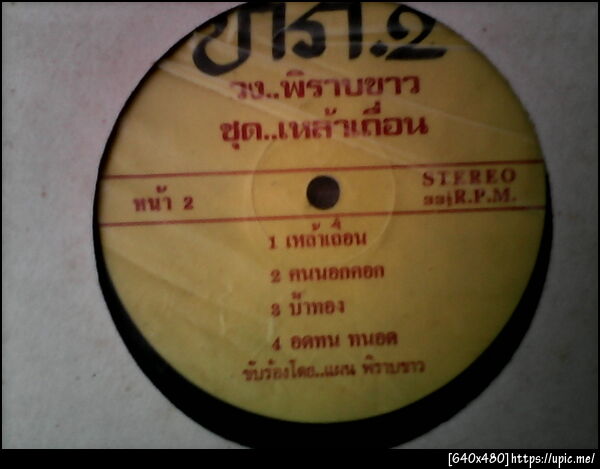 วง..พิราบขาว
ชุด..เหล้าเถื่อน
หน้า 2
STEREO
33⅓R.P.M.
1 เหล้าเถื่อน
2 คนนอกคอก
3 บ้าทอง
4 อดทน ทนอด
ขับร้องโดย..แผน พิราบขาว
[640x480]https://upic.me/